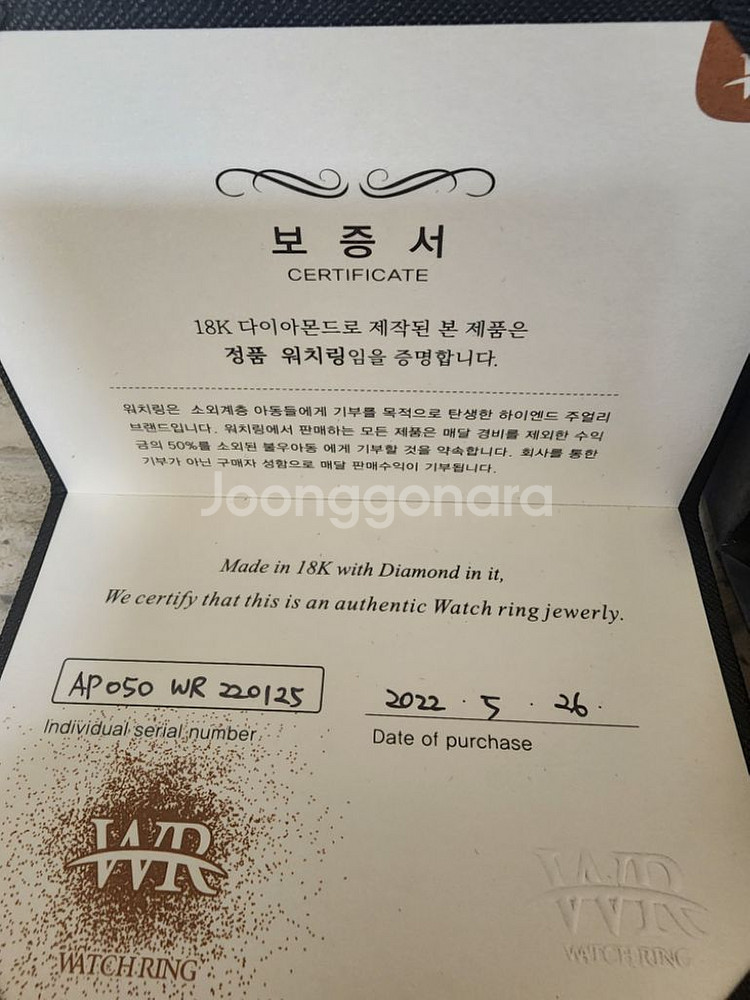 보증서
CERTIFICATE
18K 다이아몬드로 제작된 본 제품은
정품 워치링임을 증명합니다.
워치링은 소외계층 아동들에게 기부를 목적으로 탄생한 하이엔드 주얼리
브랜드입니다. 워치링에서 판매하는 모든 제품은 매달 경비를 제외한 수익
금의 50%를 소외된 불우아동 에게 기부할 것을 약속합니다. 회사를 통한
기부가 아닌 구매자 성함으로 매달 판매수익이 기부됩니다.
Joonggonara
Made in 18K with Diamond in it,
We certify that this is an authentic Watch ring jewerly.
AP050 WR 220125
2022 . 5 . 26 .
Individual serial number
Date of purchase
WR
WATCH RING
WATCH RING